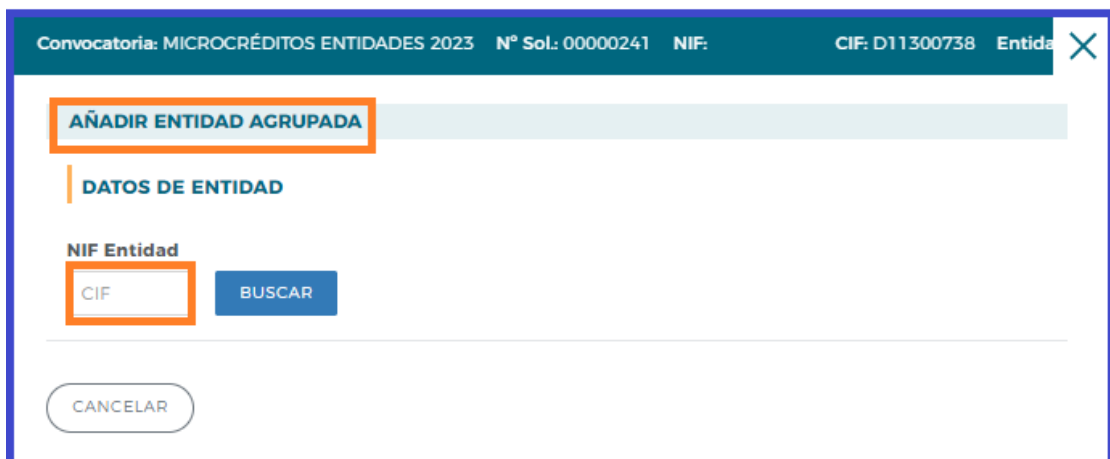 Convocatoria: MICROCRÉDITOS ENTIDADES 2023 Nº Sol.: 00000241 NIF: CIF: D11300738 Entida
AÑADIR ENTIDAD AGRUPADA
DATOS DE ENTIDAD
NIF Entidad
CIF BUSCAR
CANCELAR